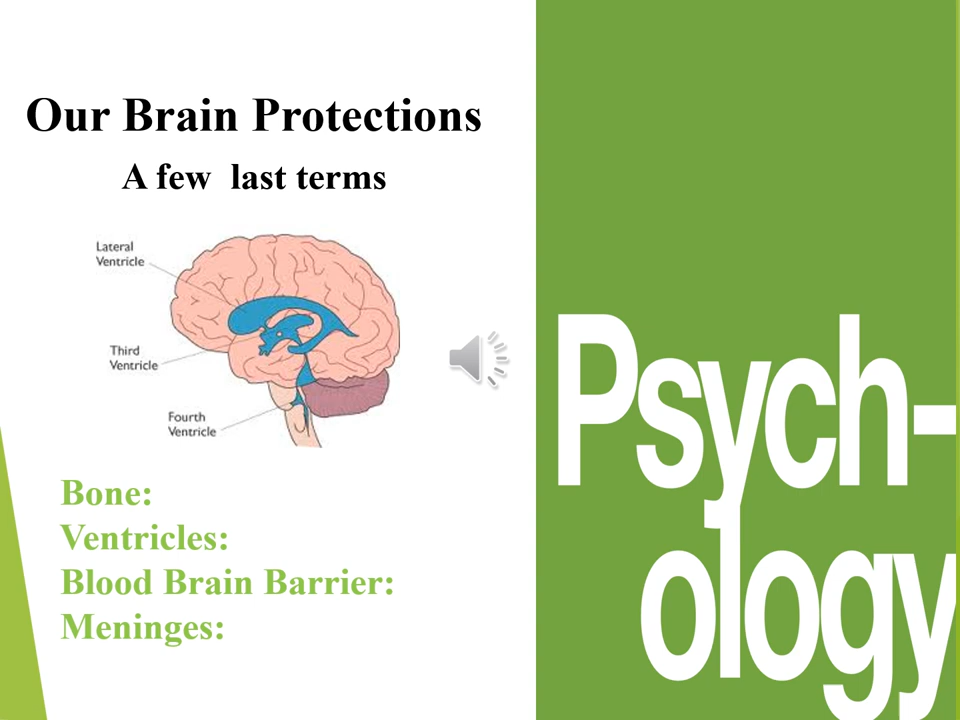 Our Brain Protections
A few last terms
Lateral
Ventricle
Third
Ventricle
Fourth
Ventricle
Bone:
Ventricles:
Blood Brain Barrier:
Meninges:
Psych-
ology